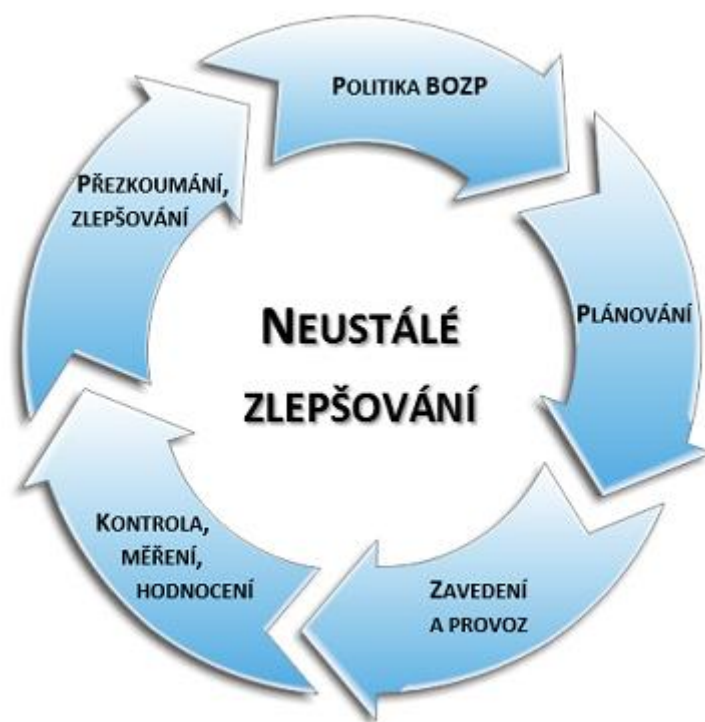 POLITIKA BOZP
PŘEZKOUMÁNÍ,
ZLEPŠOVÁNÍ
PLÁNOVÁNÍ
NEUSTÁLÉ
ZLEPŠOVÁNÍ
KONTROLA,
MĚŘENÍ,
HODNOCENÍ
ZAVEDENÍ
A PROVOZ